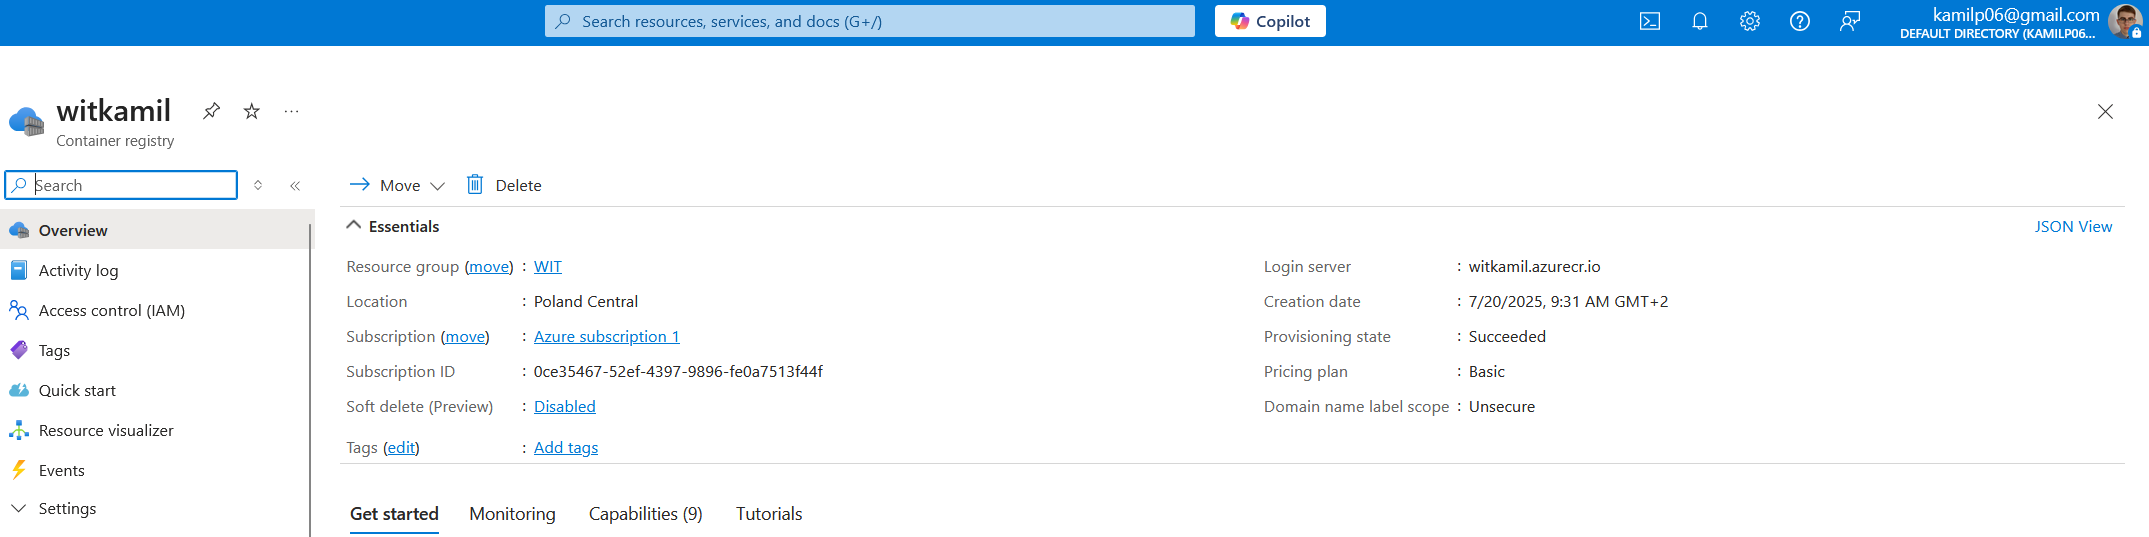 Search resources, services, and docs (G+/)
Copilot
kamilp06@gmail.com
DEFAULT DIRECTORY (KAMILP06...
witkamil
Container registry
Search
Overview
Activity log
Access control (IAM)
Tags
Quick start
Resource visualizer
Events
Settings
Move
Delete
Essentials
JSON View
Resource group (move) : WIT
Location : Poland Central
Subscription (move) : Azure subscription 1
Subscription ID : 0ce35467-52ef-4397-9896-fe0a7513f44f
Soft delete (Preview) : Disabled
Tags (edit) : Add tags
Login server : witkamil.azurecr.io
Creation date : 7/20/2025, 9:31 AM GMT+2
Provisioning state : Succeeded
Pricing plan : Basic
Domain name label scope : Unsecure
Get started Monitoring Capabilities (9) Tutorials